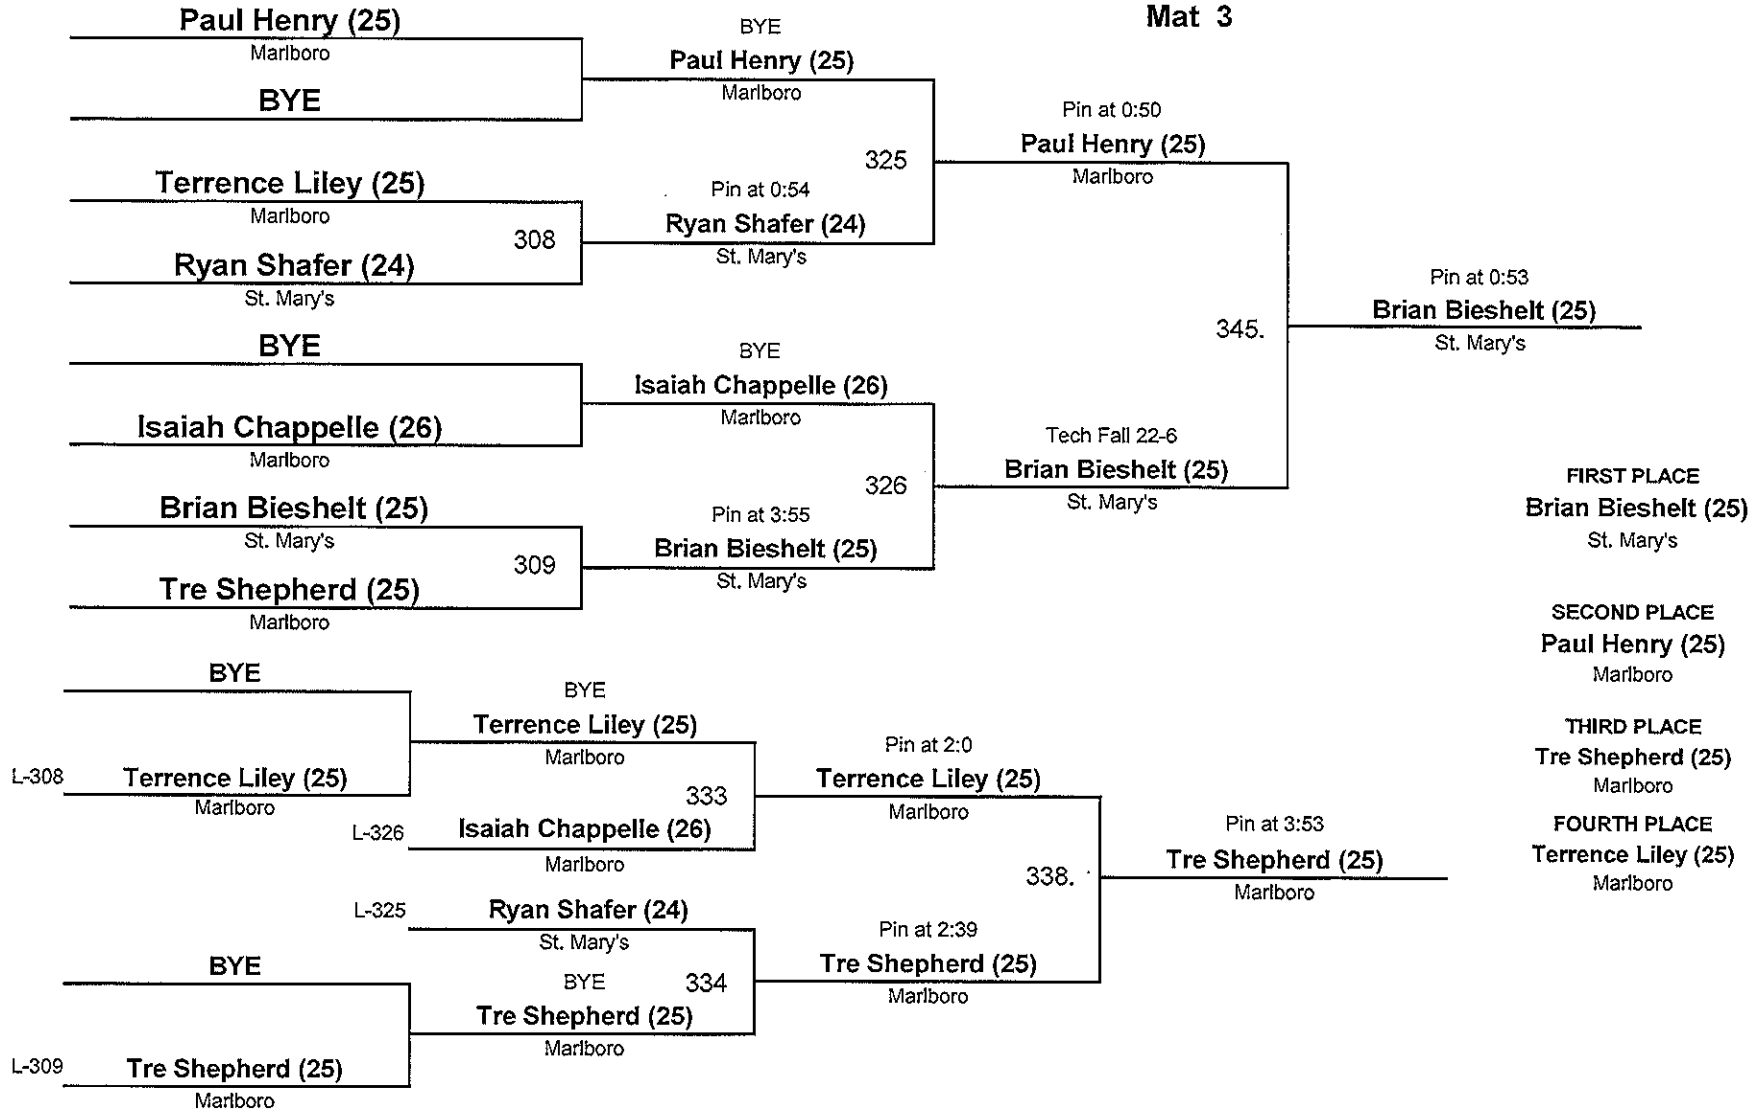 Mat 3
Paul Henry (25)
Marlboro
BYE
Terrence Liley (25)
Marlboro
308
Ryan Shafer (24)
St. Mary's
BYE
Isaiah Chappelle (26)
Marlboro
Brian Bieshelt (25)
St. Mary's
309
Tre Shepherd (25)
Marlboro
BYE
Paul Henry (25)
Marlboro
325
Pin at 0:54
Ryan Shafer (24)
St. Mary's
BYE
Isaiah Chappelle (26)
Marlboro
326
Pin at 3:55
Brian Bieshelt (25)
St. Mary's
Pin at 0:50
Paul Henry (25)
Marlboro
345.
Tech Fall 22-6
Brian Bieshelt (25)
St. Mary's
Pin at 0:53
Brian Bieshelt (25)
St. Mary's
BYE
L-308 Terrence Liley (25)
Marlboro
BYE
Terrence Liley (25)
Marlboro
333
L-326 Isaiah Chappelle (26)
Marlboro
L-325 Ryan Shafer (24)
St. Mary's
BYE
334
BYE
Tre Shepherd (25)
Marlboro
L-309 Tre Shepherd (25)
Marlboro
Pin at 2:0
Terrence Liley (25)
Marlboro
338.
Pin at 2:39
Tre Shepherd (25)
Marlboro
Pin at 3:53
Tre Shepherd (25)
Marlboro
FIRST PLACE
Brian Bieshelt (25)
St. Mary's
SECOND PLACE
Paul Henry (25)
Marlboro
THIRD PLACE
Tre Shepherd (25)
Marlboro
FOURTH PLACE
Terrence Liley (25)
Marlboro